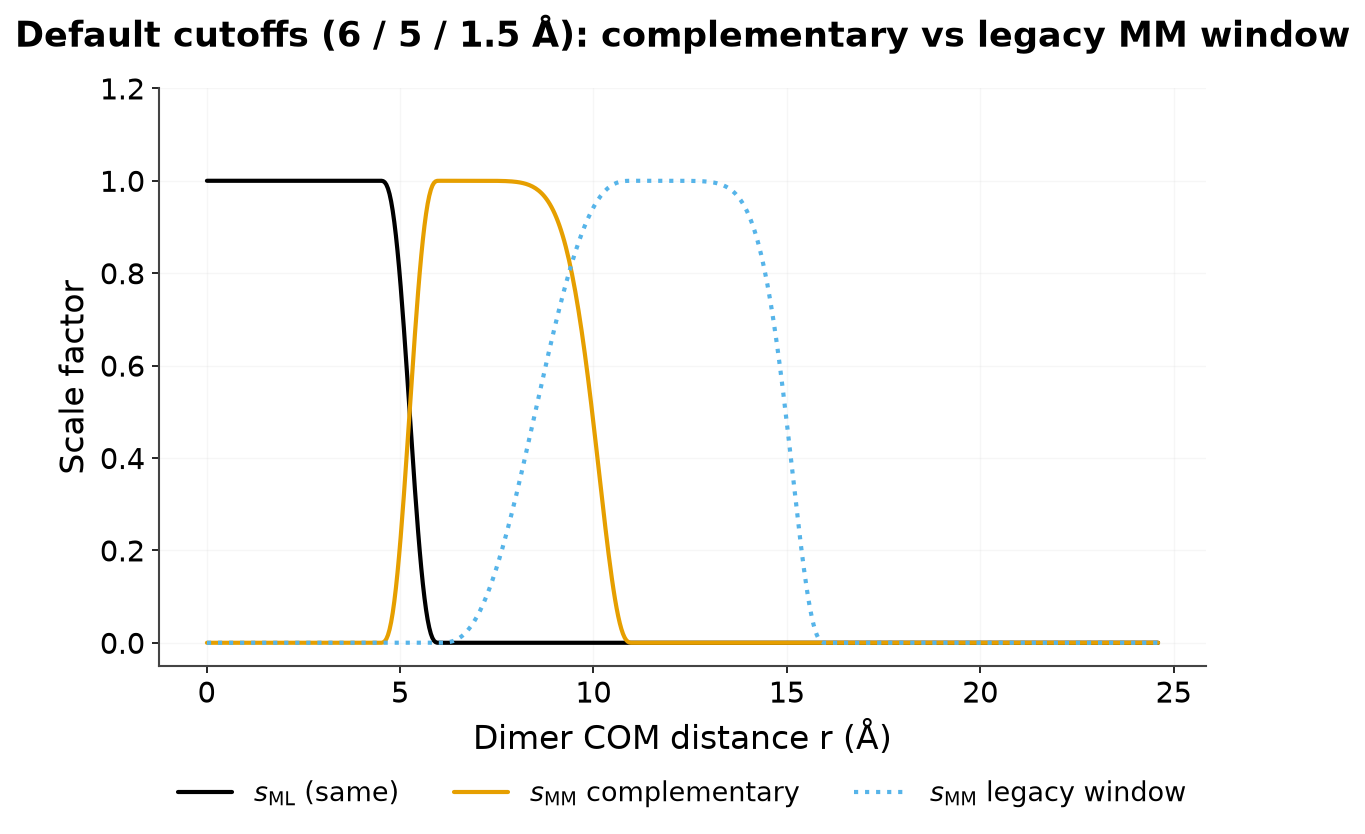 Default cutoffs (6 / 5 / 1.5 Å): complementary vs legacy MM window
1.2
1.0
0.8
0.6
0.4
0.2
0.0
Scale factor
0 5 10 15 20 25
Dimer COM distance r (Å)
sML (same) sMM complementary sMM legacy window